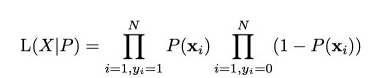 L(X|P) = ∏_{i=1,y_i=1}^{N} P(𝐱_i) ∏_{i=1,y_i=0}^{N} (1 − P(𝐱_i))